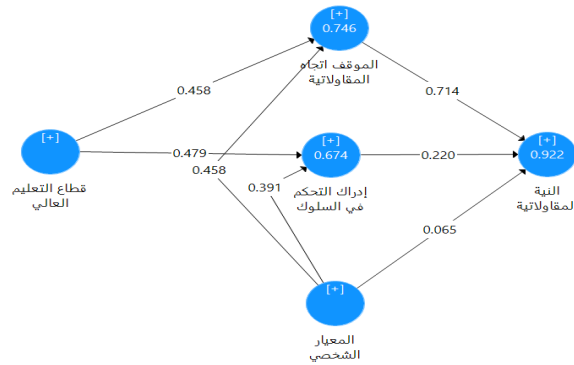 [+]
0.746
الموقف اتجاه
المقاولاتية
0.458
0.714
[+]
قطاع التعليم
العالي
0.479
[+]
0.674
إدراك التحكم
في السلوك
0.220
[+]
0.922
النية
لمقاولاتية
0.458
0.391
0.065
[+]
المعيار
الشخصي